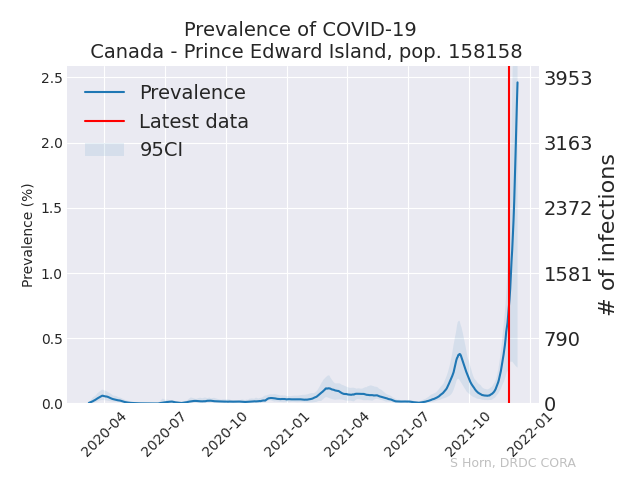 Prevalence of COVID-19
Canada - Prince Edward Island, pop. 158158
Prevalence
Latest data
95CI
Prevalence (%)
2.5
2.0
1.5
1.0
0.5
0.0
3953
3163
2372
1581
790
0
# of infections
2020-04
2020-07
2020-10
2021-01
2021-04
2021-07
2021-10
2022-01
S Horn, DRDC CORA